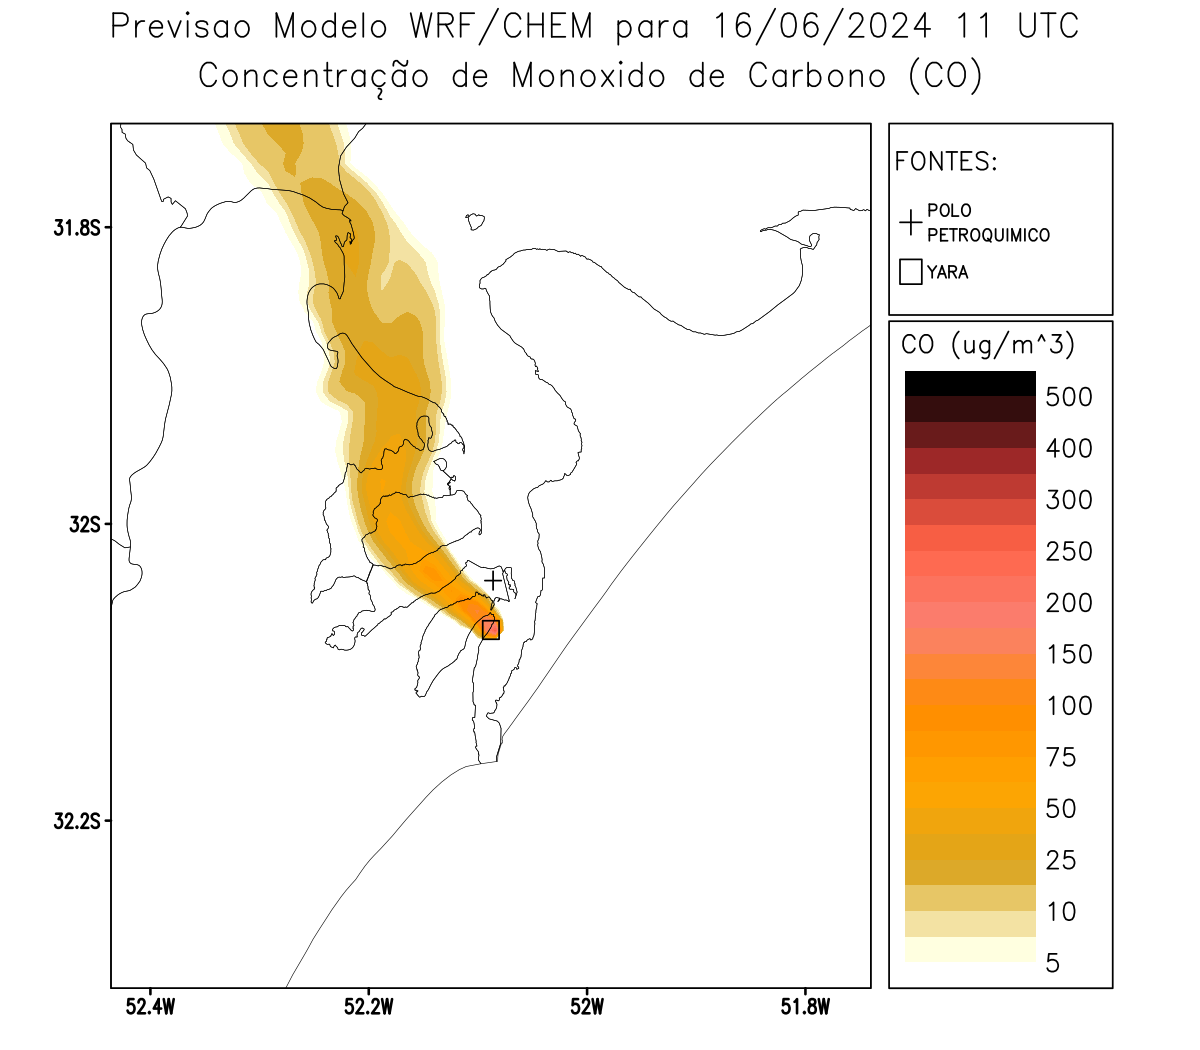 Previsao Modelo WRF/CHEM para 16/06/2024 11 UTC
Concentração de Monoxido de Carbono (CO)
FONTES:
POLO
PETROQUIMICO
YARA
CO (ug/m^3)
500
400
300
250
200
150
100
75
50
25
10
5
31.8S
32S
32.2S
52.4W
52.2W
52W
51.8W